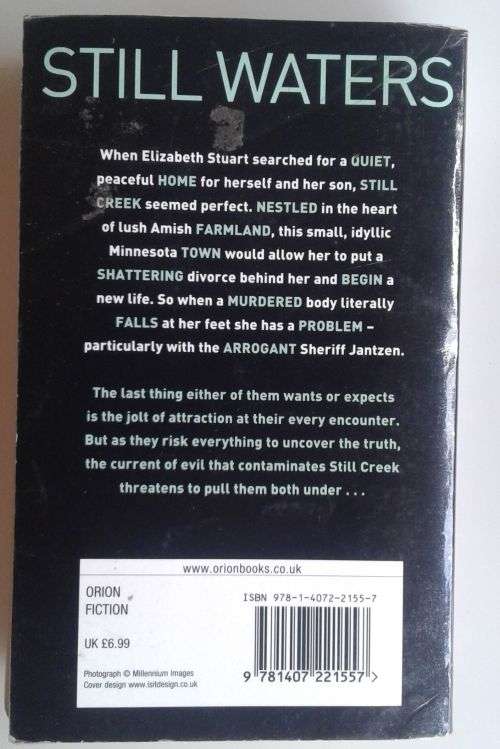 STILL WATERS
When Elizabeth Stuart searched for a QUIET,
peaceful HOME for herself and her son, STILL
CREEK seemed perfect. NESTLED in the heart
of lush Amish FARMLAND, this small, idyllic
Minnesota TOWN would allow her to put a
SHATTERING divorce behind her and BEGIN a
new life. So when a MURDERED body literally
FALLS at her feet she has a PROBLEM –
particularly with the ARROGANT Sheriff Jantzen.
The last thing either of them wants or expects
is the jolt of attraction at their every encounter.
But as they risk everything to uncover the truth,
the current of evil that contaminates Still Creek
threatens to pull them both under . . .
www.orionbooks.co.uk
ORION
FICTION
UK £6.99
Photograph © Millennium Images
Cover design www.isitdesign.co.uk
ISBN 978-1-4072-2155-7
9 781407 221557 >